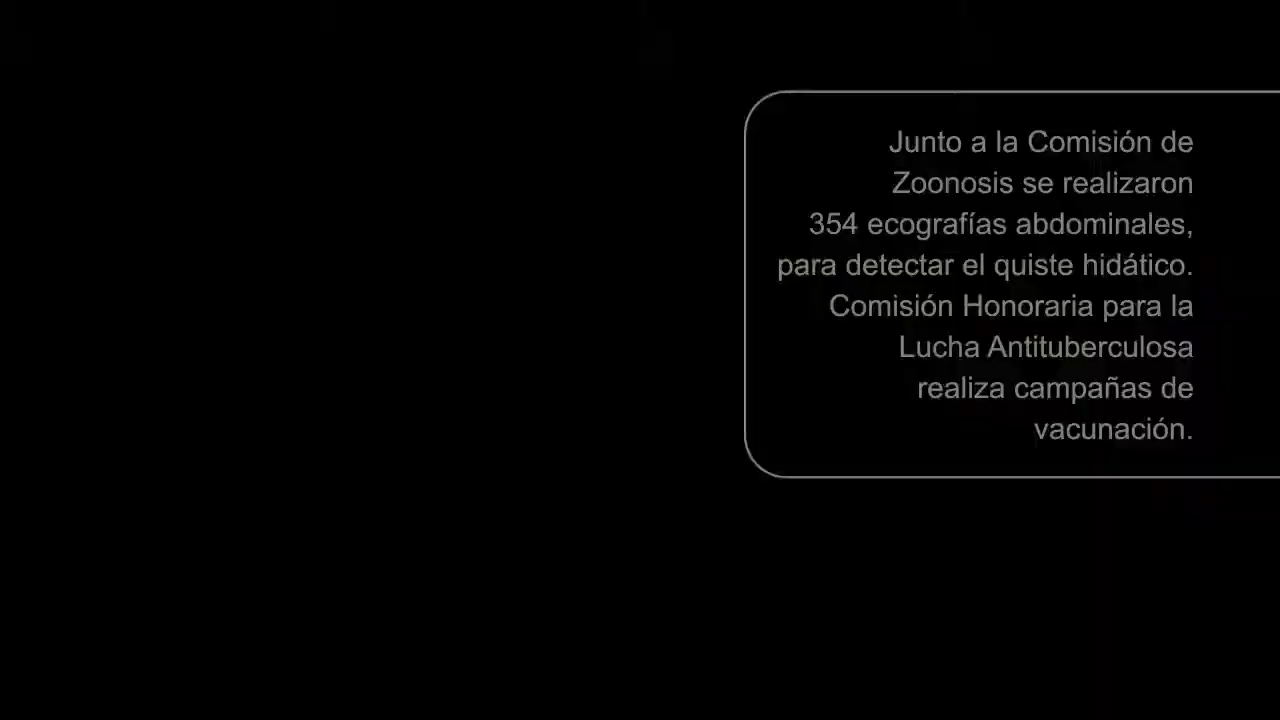 Junto a la Comisión de
Zoonosis se realizaron
354 ecografías abdominales,
para detectar el quiste hidático.
Comisión Honoraria para la
Lucha Antituberculosa
realiza campañas de
vacunación.